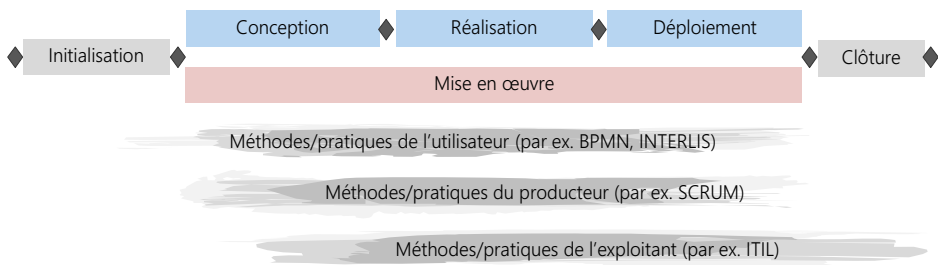 Conception
Réalisation
Déploiement
Initialisation
Clôture
Mise en œuvre
Méthodes/pratiques de l'utilisateur (par ex. BPMN, INTERLIS)
Méthodes/pratiques du producteur (par ex. SCRUM)
Méthodes/pratiques de l'exploitant (par ex. ITIL)